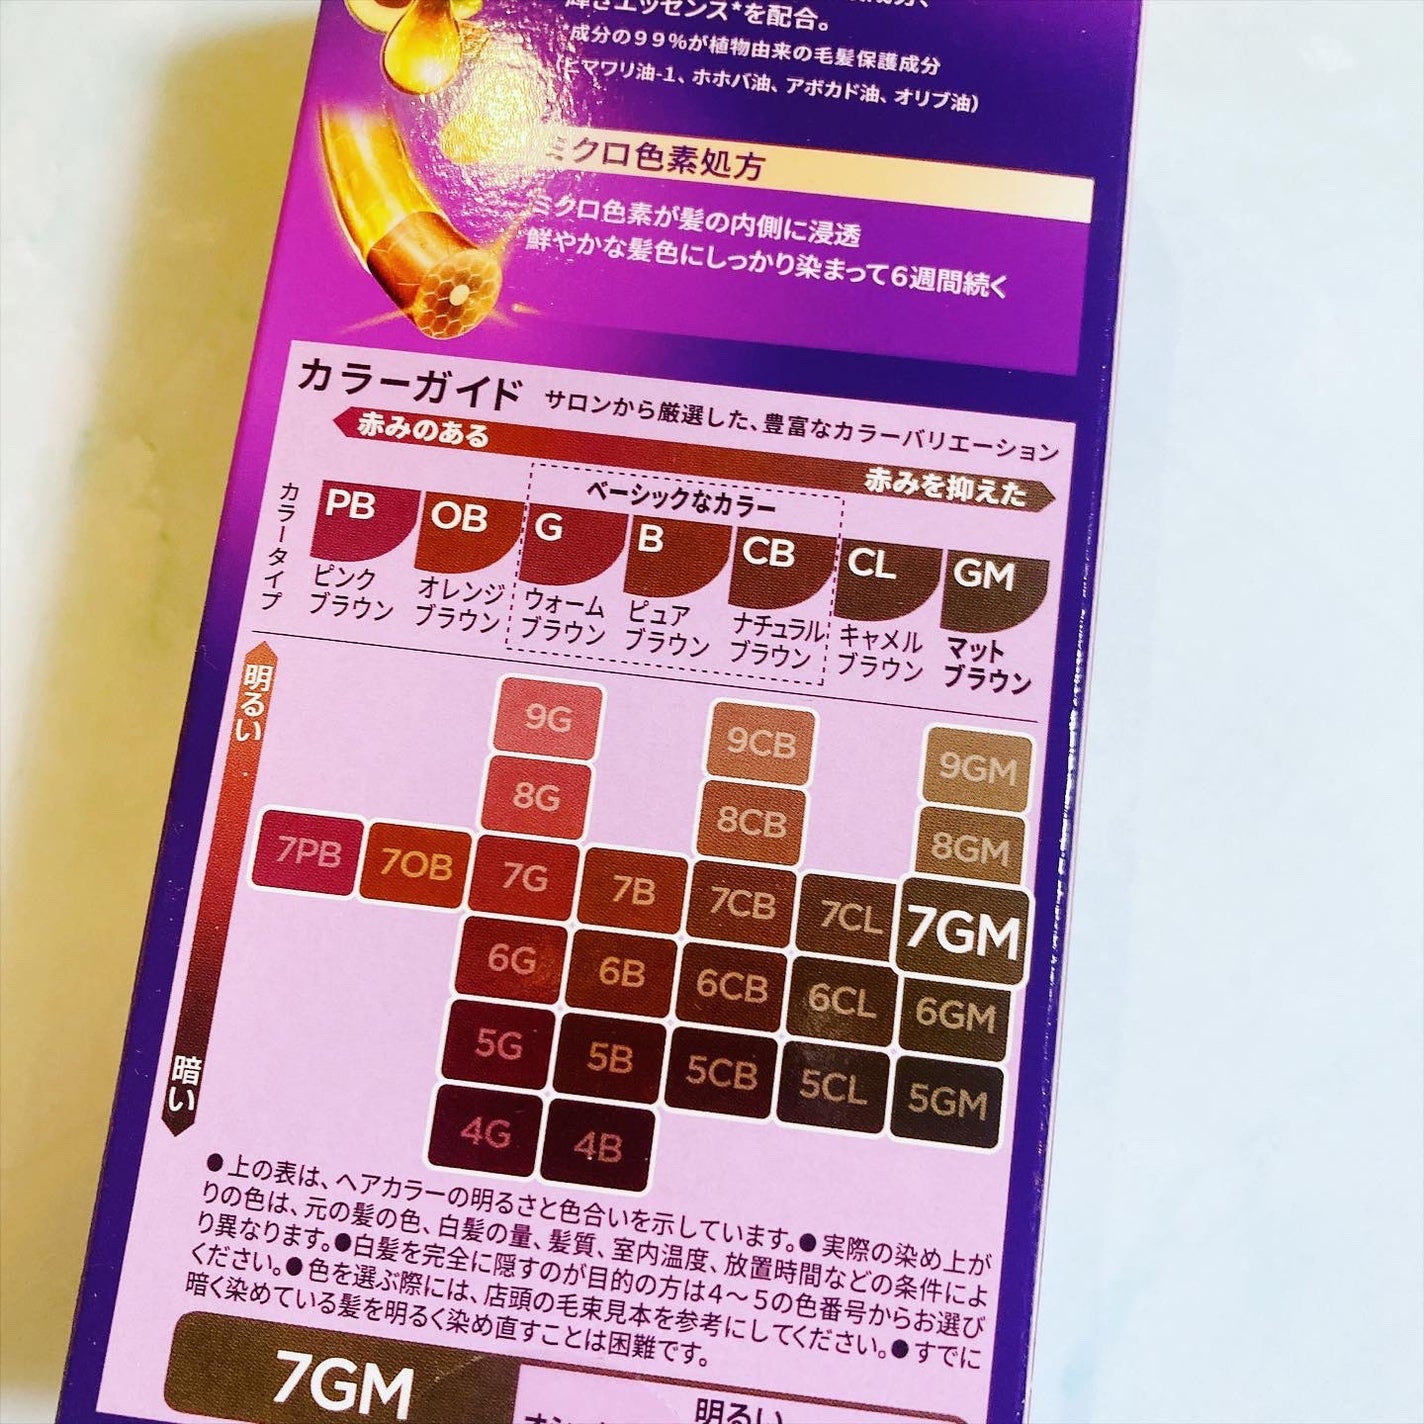 輝きエッセンス*を配合。
*成分の99%が植物由来の毛髪保護成分
(ヒマワリ油-1、ホホバ油、アボカド油、オリブ油)
ミクロ色素処方
ミクロ色素が髪の内側に浸透
鮮やかな髪色にしっかり染まって6週間続く
カラーガイド サロンから厳選した、豊富なカラーバリエーション
赤みのある
赤みを抑えた
ベーシックなカラー
カラータイプ
PB OB G B CB CL GM
ピンクブラウン オレンジブラウン ウォームブラウン ピュアブラウン ナチュラルブラウン キャメルブラウン マットブラウン
明るい
9G 9CB 9GM
8G 8CB 8GM
7PB 7OB 7G 7B 7CB 7CL 7GM
6G 6B 6CB 6CL 6GM
5G 5B 5CB 5CL 5GM
4G 4B
暗い
●上の表は、ヘアカラーの明るさと色合いを示しています。●実際の染め上が
りの色は、元の髪の色、白髪の量、髪質、室内温度、放置時間などの条件によ
り異なります。●白髪を完全に隠すのが目的の方は4～5の色番号からお選び
ください。●色を選ぶ際には、店頭の毛束見本を参考にしてください。●すでに
暗く染めている髪を明るく染め直すことは困難です。
7GM
明るい